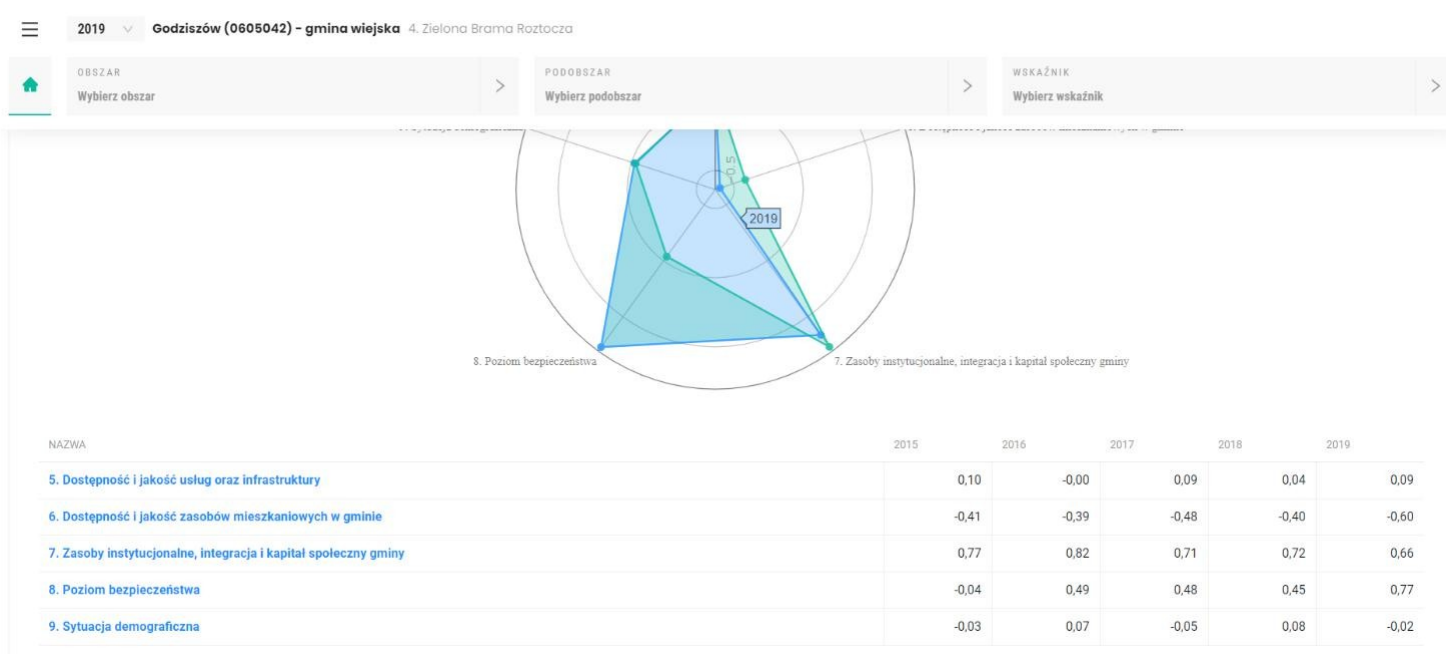 2019 Godziszów (0605042) - gmina wiejska 4. Zielona Brama Roztocza
OBSZAR
Wybierz obszar
PODOBSZAR
Wybierz podobszar
WSKAŹNIK
Wybierz wskaźnik
-0.5
2019
8. Poziom bezpieczeństwa
7. Zasoby instytucjonalne, integracja i kapitał społeczny gminy
NAZWA 2015 2016 2017 2018 2019
5. Dostępność i jakość usług oraz infrastruktury 0,10 -0,00 0,09 0,04 0,09
6. Dostępność i jakość zasobów mieszkaniowych w gminie -0,41 -0,39 -0,48 -0,40 -0,60
7. Zasoby instytucjonalne, integracja i kapitał społeczny gminy 0,77 0,82 0,71 0,72 0,66
8. Poziom bezpieczeństwa -0,04 0,49 0,48 0,45 0,77
9. Sytuacja demograficzna -0,03 0,07 -0,05 0,08 -0,02